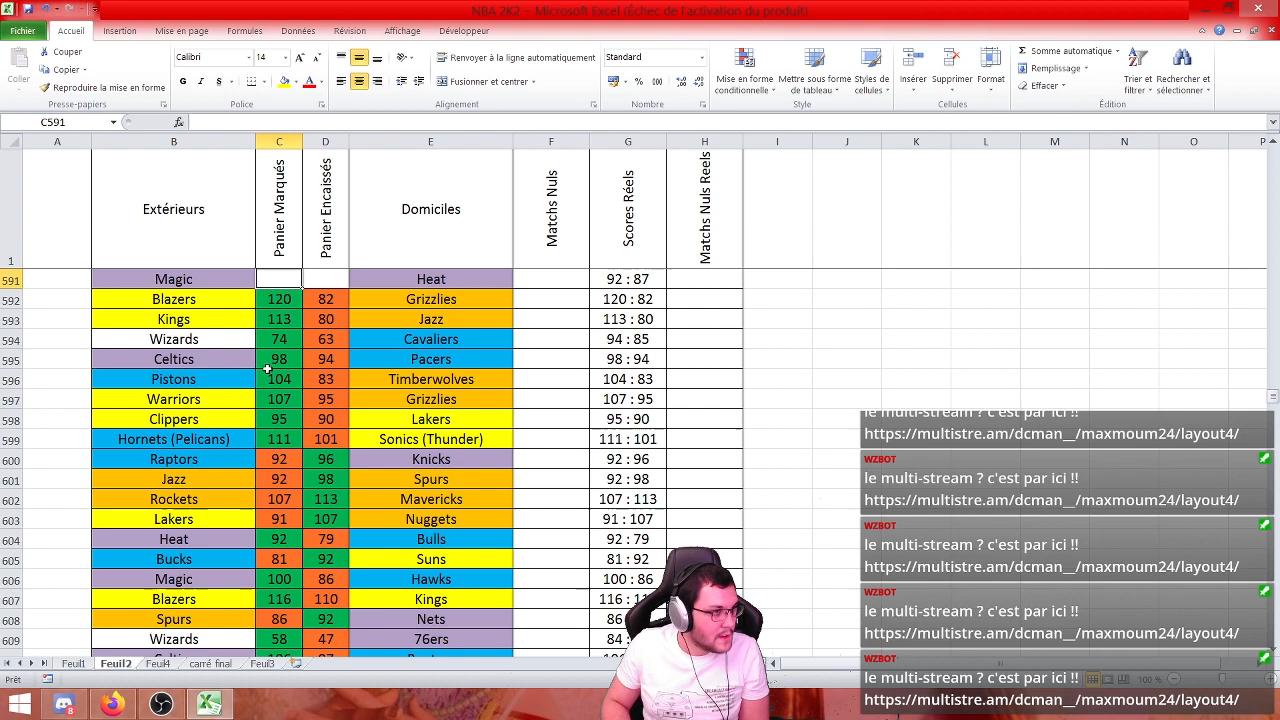 NBA 2K2 - Microsoft Excel (Échec de l'activation du produit)
Fichier Accueil Insertion Mise en page Formules Données Révision Affichage Développeur
Coller
Couper
Copier
Reproduire la mise en forme
Presse-papiers
Calibri 14
G I S
Police
Renvoyer à la ligne automatiquement
Fusionner et centrer
Alignement
Standard
Nombre
Mise en forme conditionnelle
Mettre sous forme de tableau
Styles de cellules
Style
Insérer Supprimer Format
Cellules
Somme automatique
Remplissage
Effacer
Trier et filtrer
Rechercher et sélectionner
Édition
C591 fx
A B C D E F G H I J K L M N O P
1 Extérieurs Panier Marqués Panier Encaissés Domiciles Matchs Nuls Scores Réels Matchs Nuls Reels
591 Magic Heat 92 : 87
592 Blazers 120 82 Grizzlies 120 : 82
593 Kings 113 80 Jazz 113 : 80
594 Wizards 74 63 Cavaliers 94 : 85
595 Celtics 98 94 Pacers 98 : 94
596 Pistons 104 83 Timberwolves 104 : 83
597 Warriors 107 95 Grizzlies 107 : 95
598 Clippers 95 90 Lakers 95 : 90
599 Hornets (Pelicans) 111 101 Sonics (Thunder) 111 : 101
600 Raptors 92 96 Knicks 92 : 96
601 Jazz 92 98 Spurs 92 : 98
602 Rockets 107 113 Mavericks 107 : 113
603 Lakers 91 107 Nuggets 91 : 107
604 Heat 92 79 Bulls 92 : 79
605 Bucks 81 92 Suns 81 : 92
606 Magic 100 86 Hawks 100 : 86
607 Blazers 116 110 Kings 116 :
608 Spurs 86 92 Nets 86
609 Wizards 58 47 76ers 84 :
le multi-stream ? c'est par ici !!
https://multistre.am/dcman__/maxmoum24/layout4/
WZBOT
le multi-stream ? c'est par ici !!
https://multistre.am/dcman__/maxmoum24/layout4/
WZBOT
le multi-stream ? c'est par ici !!
https://multistre.am/dcman__/maxmoum24/layout4/
WZBOT
le multi-stream ? c'est par ici !!
https://multistre.am/dcman__/maxmoum24/layout4/
WZBOT
le multi-stream ? c'est par ici !!
https://multistre.am/dcman__/maxmoum24/layout4/
Feuil1 Feuil2 Feuil4 carré final Feuil3
Prêt
100 %
8